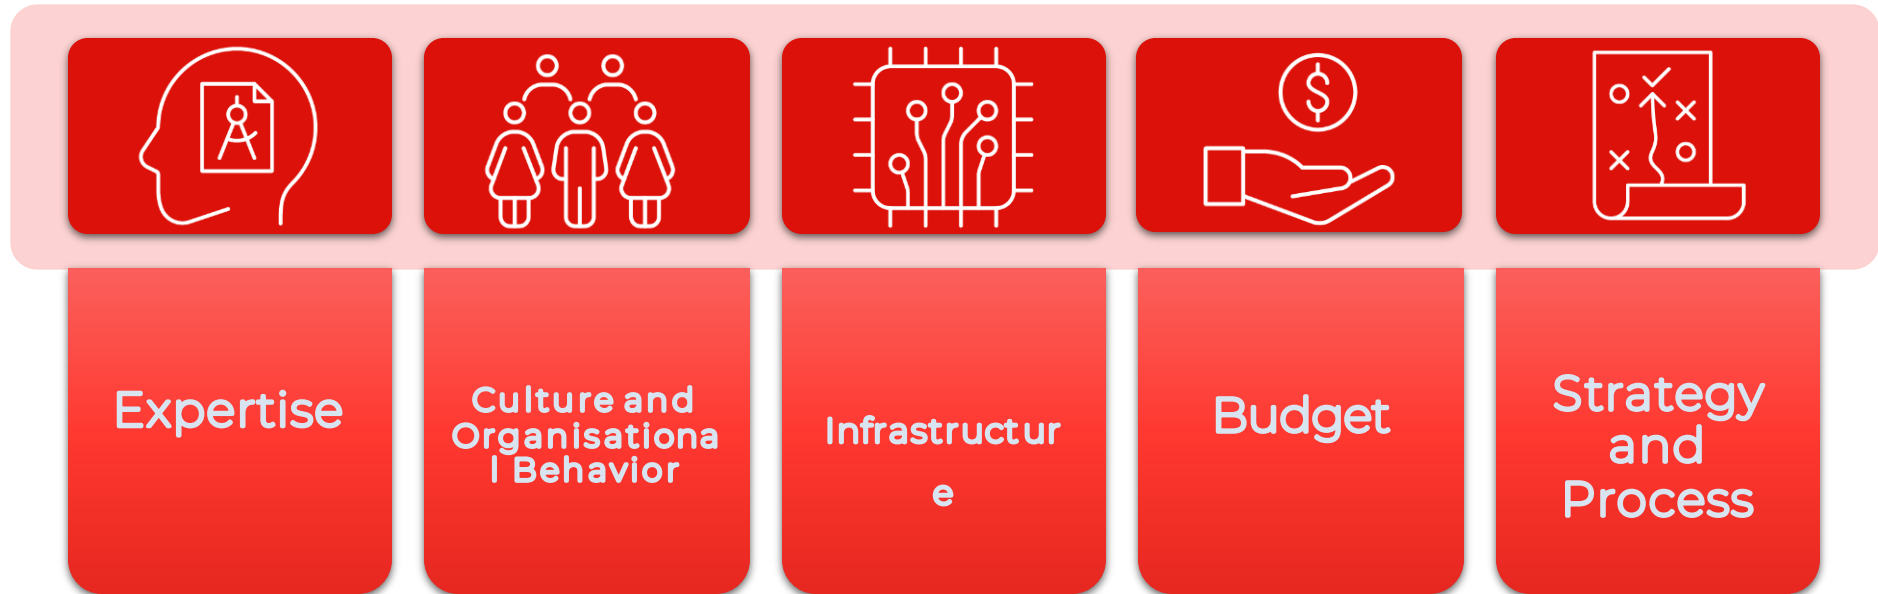 Expertise
Culture and
Organisationa
l Behavior
Infrastructur
e
Budget
Strategy
and
Process